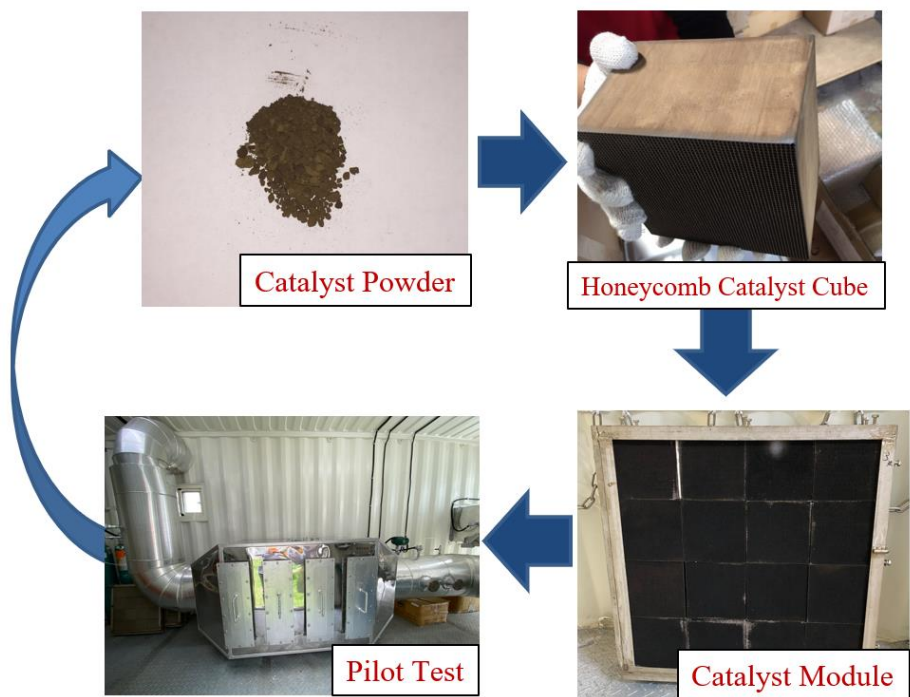 Catalyst Powder
Honeycomb Catalyst Cube
Pilot Test
Catalyst Module